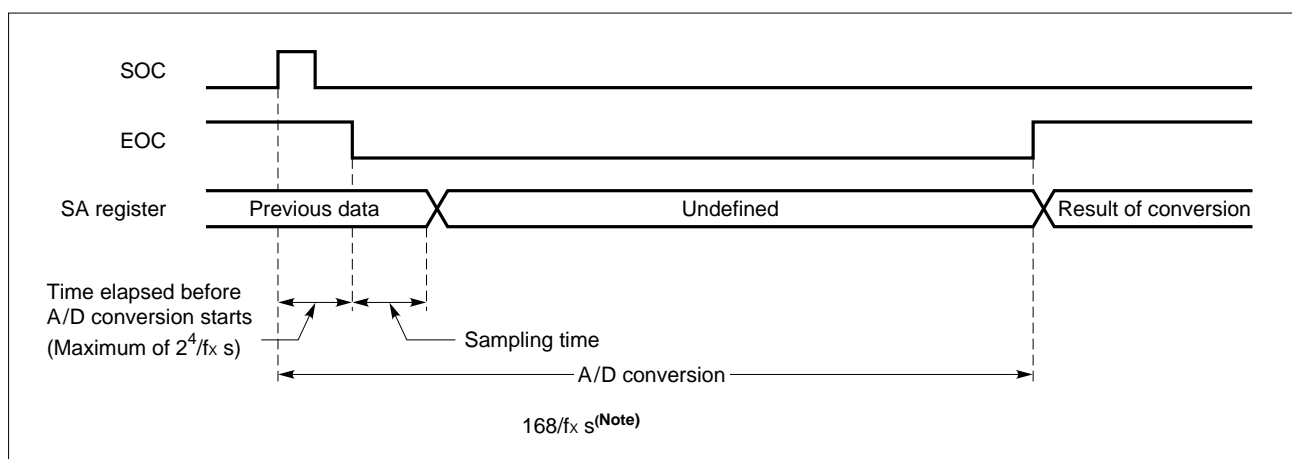 SOC
EOC
SA register
Previous data
Undefined
Result of conversion
Time elapsed before
A/D conversion starts
(Maximum of 2⁴/fx s)
Sampling time
A/D conversion
168/fx s(Note)